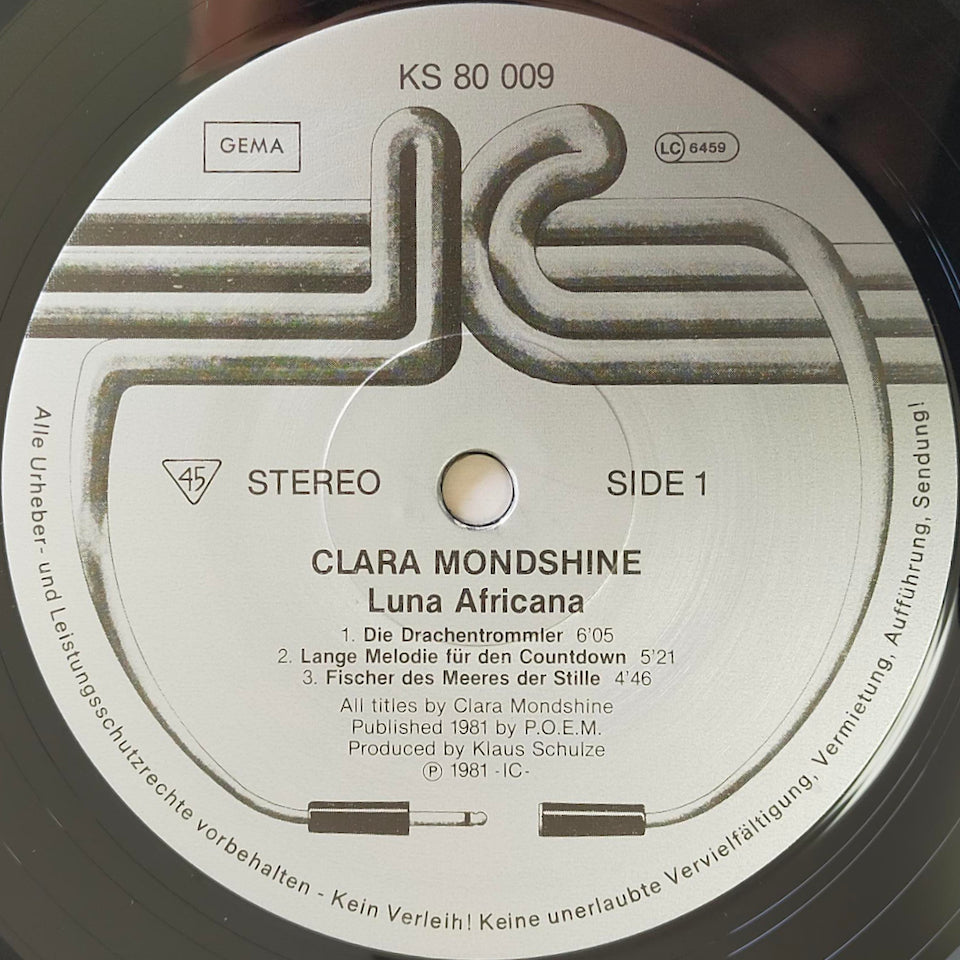 KS 80 009
GEMA
LC 6459
IC
45 STEREO SIDE 1
CLARA MONDSHINE
Luna Africana
1. Die Drachentrommler 6'05
2. Lange Melodie für den Countdown 5'21
3. Fischer des Meeres der Stille 4'46
All titles by Clara Mondshine
Published 1981 by P.O.E.M.
Produced by Klaus Schulze
℗ 1981 -IC-
Alle Urheber- und Leistungsschutzrechte vorbehalten - Kein Verleih! Keine unerlaubte Vervielfältigung, Vermietung, Aufführung, Sendung!